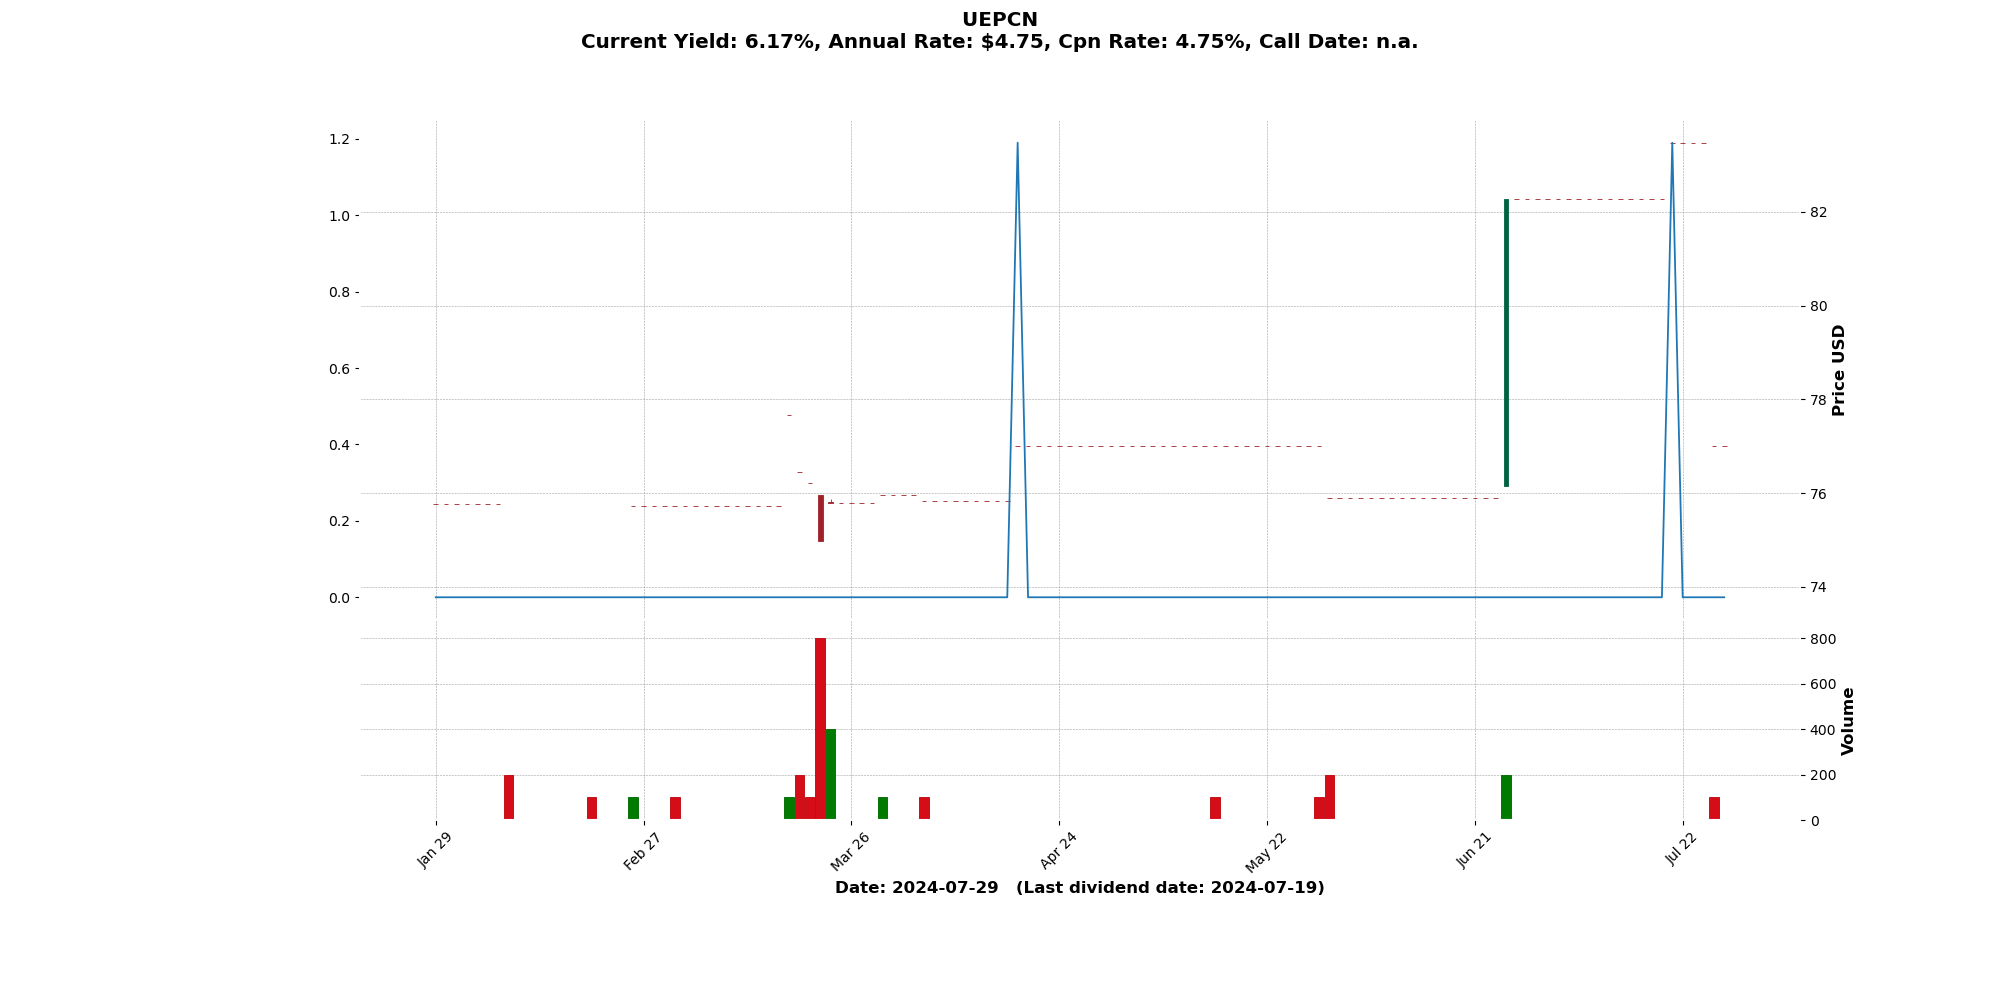 UEPCN
Current Yield: 6.17%, Annual Rate: $4.75, Cpn Rate: 4.75%, Call Date: n.a.
1.2
1.0
0.8
0.6
0.4
0.2
0.0
82
80
78
76
74
Price USD
800
600
400
200
0
Volume
Jan 29
Feb 27
Mar 26
Apr 24
May 22
Jun 21
Jul 22
Date: 2024-07-29   (Last dividend date: 2024-07-19)